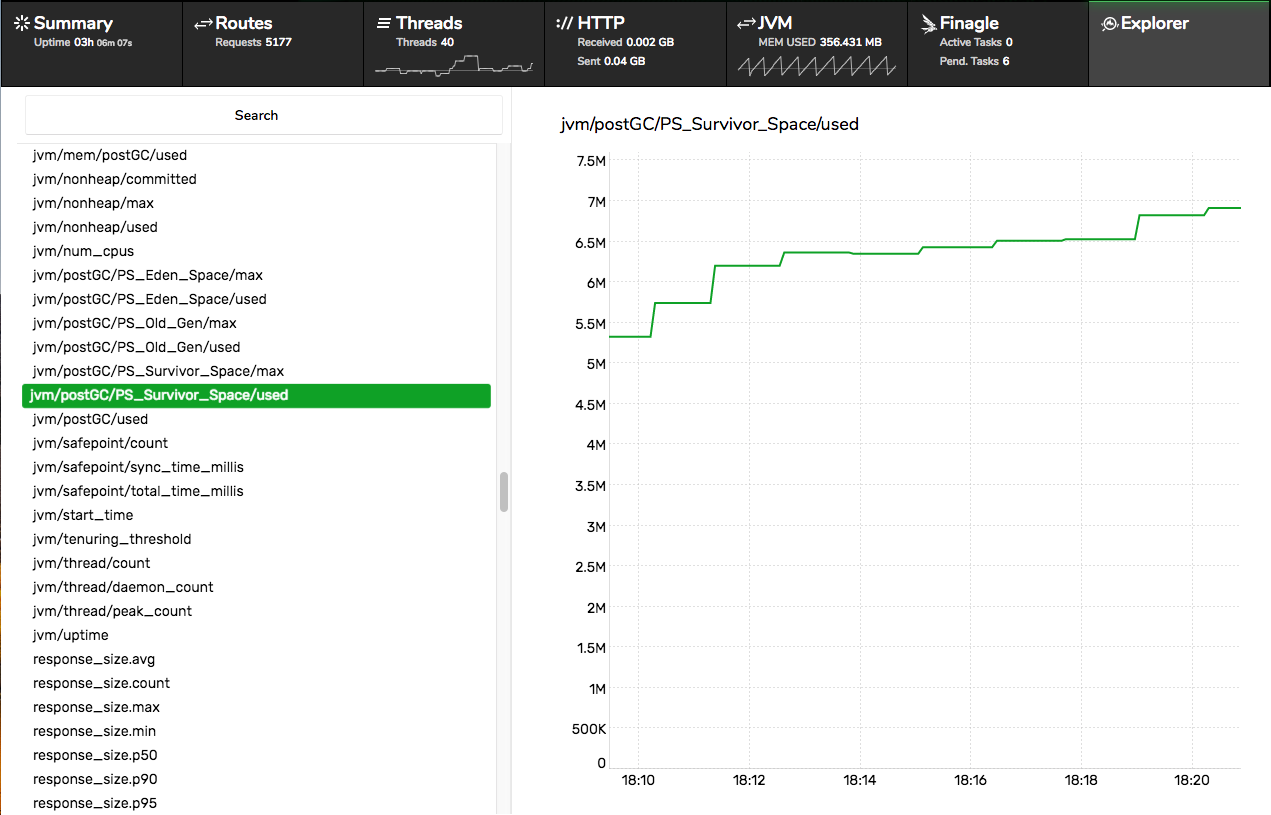 Summary
Uptime 03h 06m 07s
Routes
Requests 5177
Threads
Threads 40
:// HTTP
Received 0.002 GB
Sent 0.04 GB
JVM
MEM USED 356.431 MB
Finagle
Active Tasks 0
Pend. Tasks 6
Explorer
Search
jvm/mem/postGC/used
jvm/nonheap/committed
jvm/nonheap/max
jvm/nonheap/used
jvm/num_cpus
jvm/postGC/PS_Eden_Space/max
jvm/postGC/PS_Eden_Space/used
jvm/postGC/PS_Old_Gen/max
jvm/postGC/PS_Old_Gen/used
jvm/postGC/PS_Survivor_Space/max
jvm/postGC/PS_Survivor_Space/used
jvm/postGC/used
jvm/safepoint/count
jvm/safepoint/sync_time_millis
jvm/safepoint/total_time_millis
jvm/start_time
jvm/tenuring_threshold
jvm/thread/count
jvm/thread/daemon_count
jvm/thread/peak_count
jvm/uptime
response_size.avg
response_size.count
response_size.max
response_size.min
response_size.p50
response_size.p90
response_size.p95
jvm/postGC/PS_Survivor_Space/used
7.5M
7M
6.5M
6M
5.5M
5M
4.5M
4M
3.5M
3M
2.5M
2M
1.5M
1M
500K
0
18:10 18:12 18:14 18:16 18:18 18:20